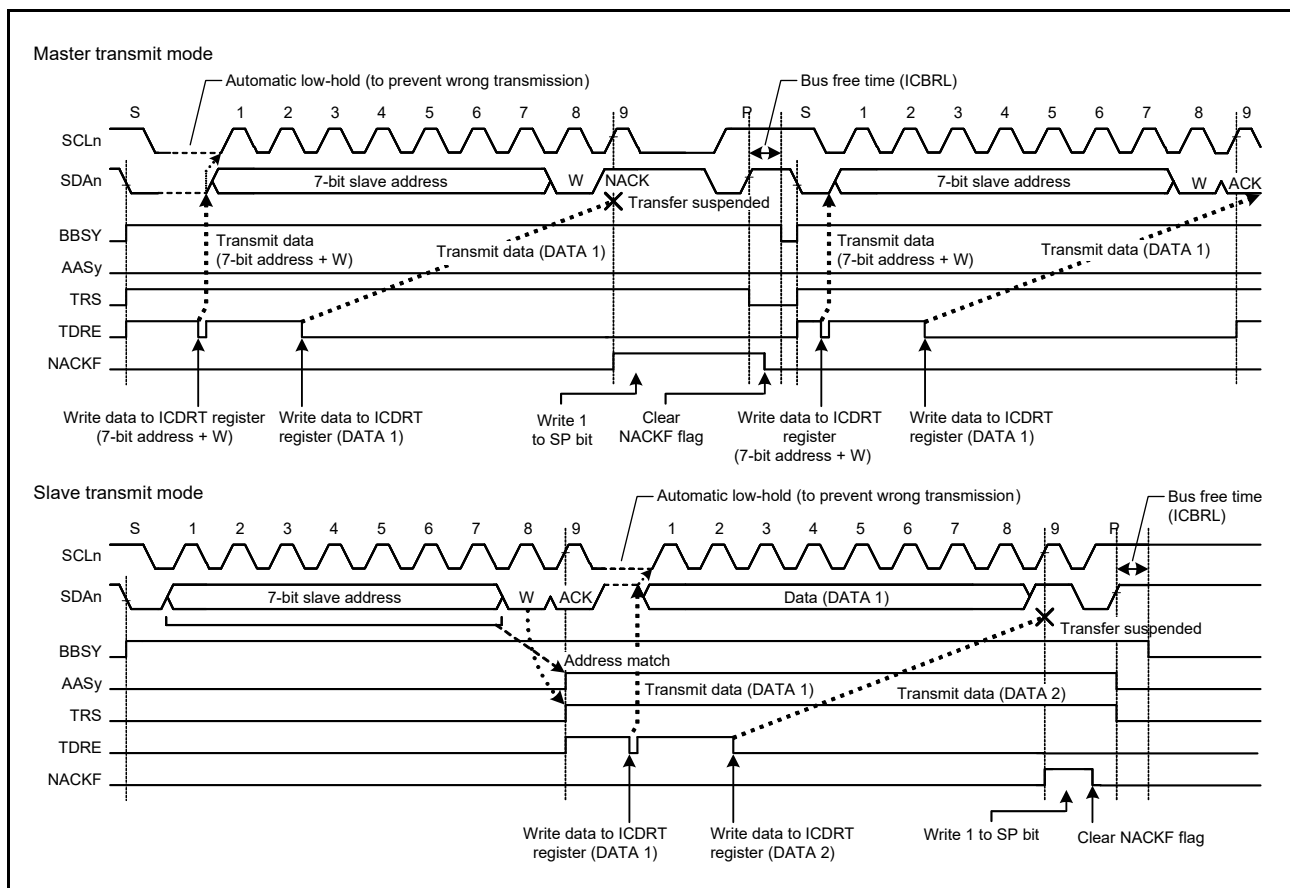 Master transmit mode
Automatic low-hold (to prevent wrong transmission)
Bus free time (ICBRL)
S 1 2 3 4 5 6 7 8 9 P S 1 2 3 4 5 6 7 8 9
SCLn
SDAn 7-bit slave address W NACK 7-bit slave address W ACK
Transfer suspended
BBSY
Transmit data
(7-bit address + W)
Transmit data (DATA 1)
Transmit data
(7-bit address + W)
Transmit data (DATA 1)
AASy
TRS
TDRE
NACKF
Write data to ICDRT register
(7-bit address + W)
Write data to ICDRT
register (DATA 1)
Write 1
to SP bit
Clear
NACKF flag
Write data to ICDRT
register
(7-bit address + W)
Write data to ICDRT
register (DATA 1)
Slave transmit mode
Automatic low-hold (to prevent wrong transmission)
Bus free time
(ICBRL)
S 1 2 3 4 5 6 7 8 9 1 2 3 4 5 6 7 8 9 P
SCLn
SDAn 7-bit slave address W ACK Data (DATA 1)
Transfer suspended
BBSY
Address match
AASy
Transmit data (DATA 1)
Transmit data (DATA 2)
TRS
TDRE
NACKF
Write data to ICDRT
register (DATA 1)
Write data to ICDRT
register (DATA 2)
Write 1 to SP bit
Clear NACKF flag